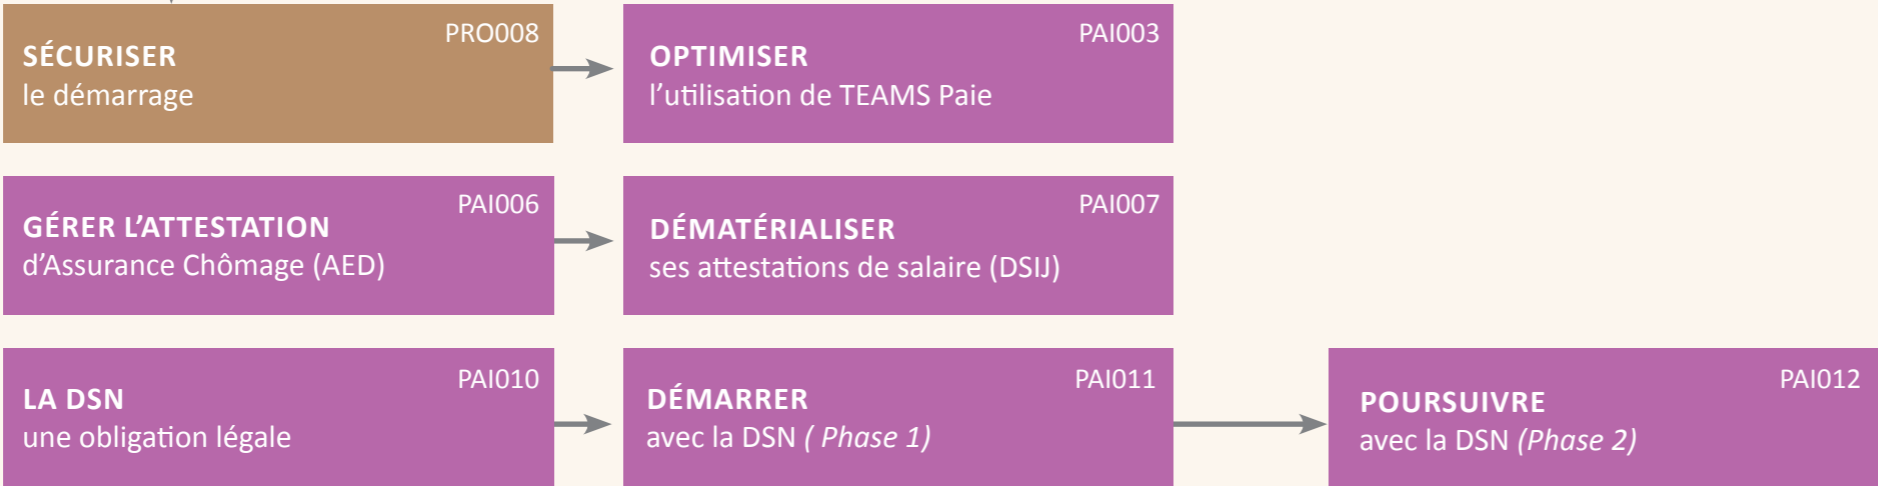 PRO008
SÉCURISER
le démarrage
PAI003
OPTIMISER
l’utilisation de TEAMS Paie
PAI006
GÉRER L’ATTESTATION
d’Assurance Chômage (AED)
PAI007
DÉMATÉRIALISER
ses attestations de salaire (DSIJ)
PAI010
LA DSN
une obligation légale
PAI011
DÉMARRER
avec la DSN ( Phase 1)
PAI012
POURSUIVRE
avec la DSN (Phase 2)